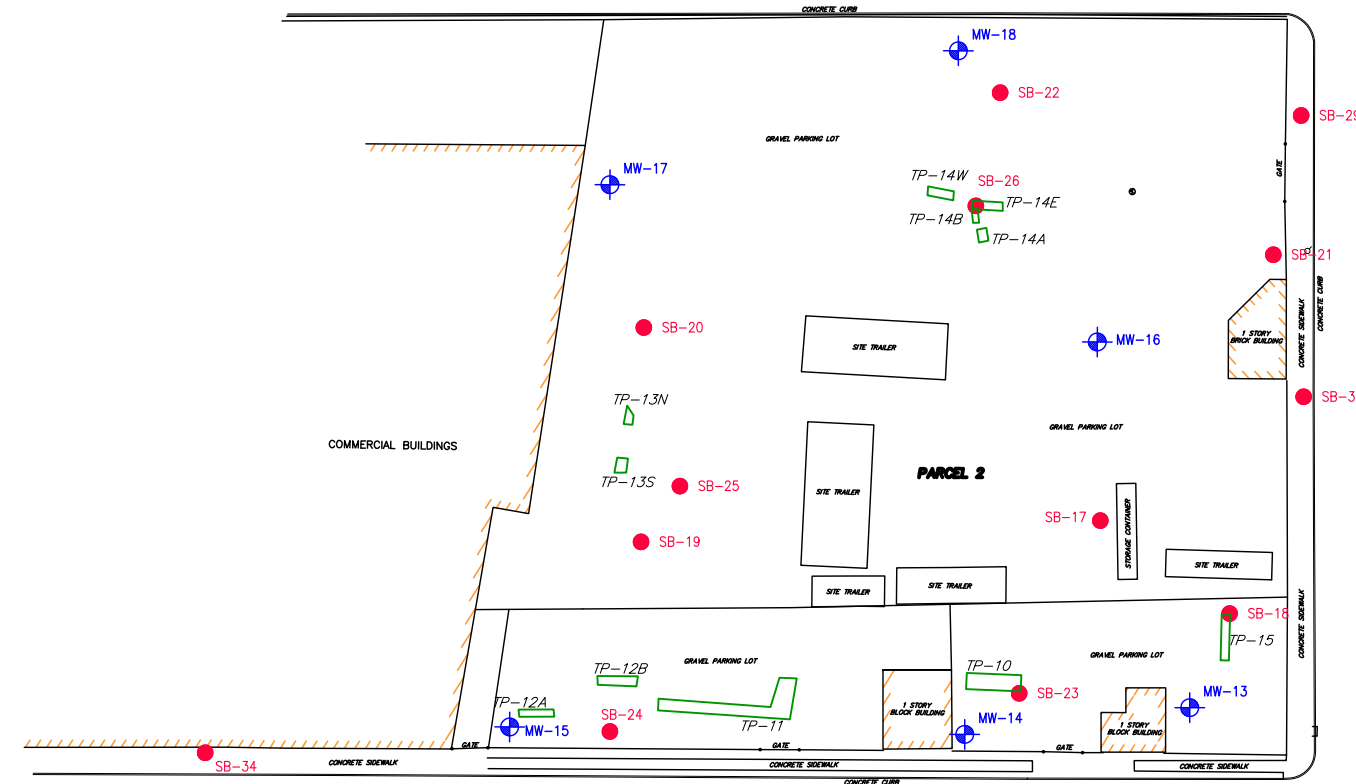 CONCRETE CURB
MW-18
SB-22
SB-29
GRAVEL PARKING LOT
GATE
MW-17
TP-14W
SB-26
TP-14E
TP-14B
TP-14A
SB-21
CONCRETE CURB
CONCRETE SIDEWALK
SB-20
1 STORY
BRICK BUILDING
SITE TRAILER
MW-16
SB-3
TP-13N
GRAVEL PARKING LOT
COMMERCIAL BUILDINGS
PARCEL 2
TP-13S
SB-25
SITE TRAILER
SB-17
STORAGE CONTAINER
SB-19
SITE TRAILER
SITE TRAILER
SITE TRAILER
SB-18
CONCRETE SIDEWALK
TP-15
GRAVEL PARKING LOT
GRAVEL PARKING LOT
TP-12B
TP-10
SB-23
MW-13
TP-12A
SB-24
TP-11
1 STORY
BLOCK BUILDING
MW-14
MW-15
1 STORY
BLOCK BUILDING
GATE
GATE
GATE
SB-34
CONCRETE SIDEWALK
CONCRETE SIDEWALK
CONCRETE SIDEWALK
CONCRETE CURB